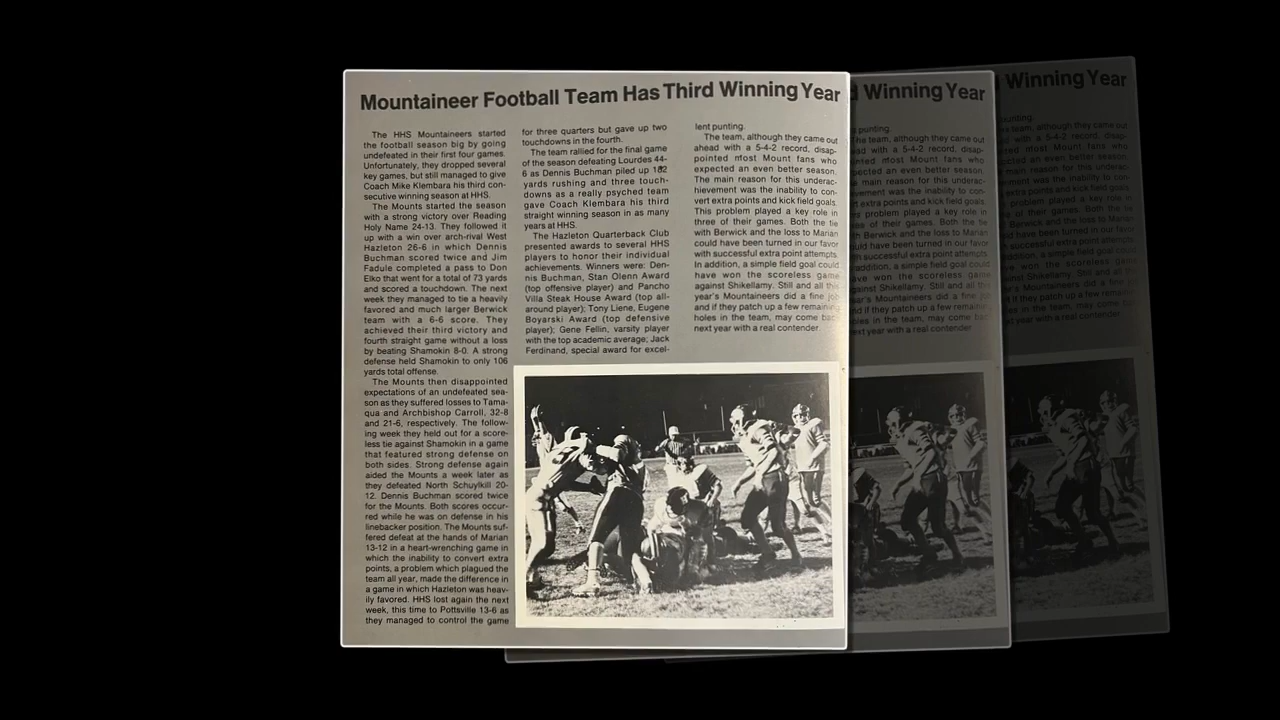 Mountaineer Football Team Has Third Winning Year
The HHS Mountaineers started
the football season big by going
undefeated in their first four games.
Unfortunately, they dropped several
key games, but still managed to give
Coach Mike Klembara his third con-
secutive winning season at HHS.
The Mounts started the season
with a strong victory over Reading
Holy Name 24-13. They followed it
up with a win over arch-rival West
Hazleton 26-6 in which Dennis
Buchman scored twice and Jim
Fadule completed a pass to Don
Elko that went for a total of 73 yards
and scored a touchdown. The next
week they managed to tie a heavily
favored and much larger Berwick
team with a 6-6 score. They
achieved their third victory and
fourth straight game without a loss
by beating Shamokin 8-0. A strong
defense held Shamokin to only 106
yards total offense.
The Mounts then disappointed
expectations of an undefeated sea-
son as they suffered losses to Tama-
qua and Archbishop Carroll, 32-8
and 21-6, respectively. The follow-
ing week they held out for a score-
less tie against Shamokin in a game
that featured strong defense on
both sides. Strong defense again
aided the Mounts a week later as
they defeated North Schuylkill 20-
12. Dennis Buchman scored twice
for the Mounts. Both scores occur-
red while he was on defense in his
linebacker position. The Mounts suf-
fered defeat at the hands of Marian
13-12 in a heart-wrenching game in
which the inability to convert extra
points, a problem which plagued the
team all year, made the difference in
a game in which Hazleton was heav-
ily favored. HHS lost again the next
week, this time to Pottsville 13-6 as
they managed to control the game
for three quarters but gave up two
touchdowns in the fourth.
The team rallied for the final game
of the season defeating Lourdes 44-
6 as Dennis Buchman piled up 182
yards rushing and three touch-
downs as a really psyched team
gave Coach Klembara his third
straight winning season in as many
years at HHS.
The Hazleton Quarterback Club
presented awards to several HHS
players to honor their individual
achievements. Winners were: Den-
nis Buchman, Stan Olenn Award
(top offensive player) and Pancho
Villa Steak House Award (top all-
around player); Tony Liene, Eugene
Boyarski Award (top defensive
player); Gene Fellin, varsity player
with the top academic average; Jack
Ferdinand, special award for excel-
lent punting.
The team, although they came out
ahead with a 5-4-2 record, disap-
pointed most Mount fans who
expected an even better season.
The main reason for this underac-
hievement was the inability to con-
vert extra points and kick field goals.
This problem played a key role in
three of their games. Both the tie
with Berwick and the loss to Marian
could have been turned in our favor
with successful extra point attempts.
In addition, a simple field goal could
have won the scoreless game
against Shikellamy. Still and all this
year's Mountaineers did a fine job
and if they patch up a few remaining
holes in the team, may come back
next year with a real contender.